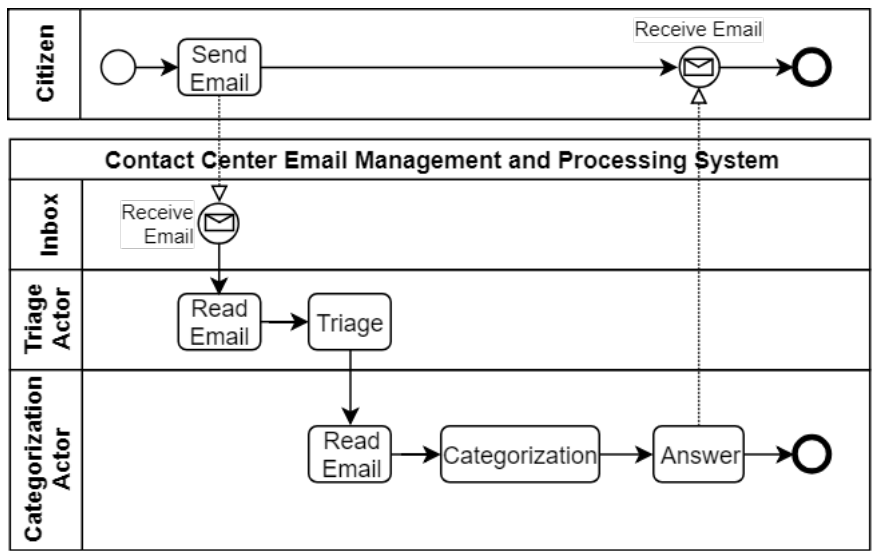 Citizen
Send
Email
Receive Email
Contact Center Email Management and Processing System
Inbox
Receive
Email
Triage
Actor
Read
Email
Triage
Categorization
Actor
Read
Email
Categorization
Answer